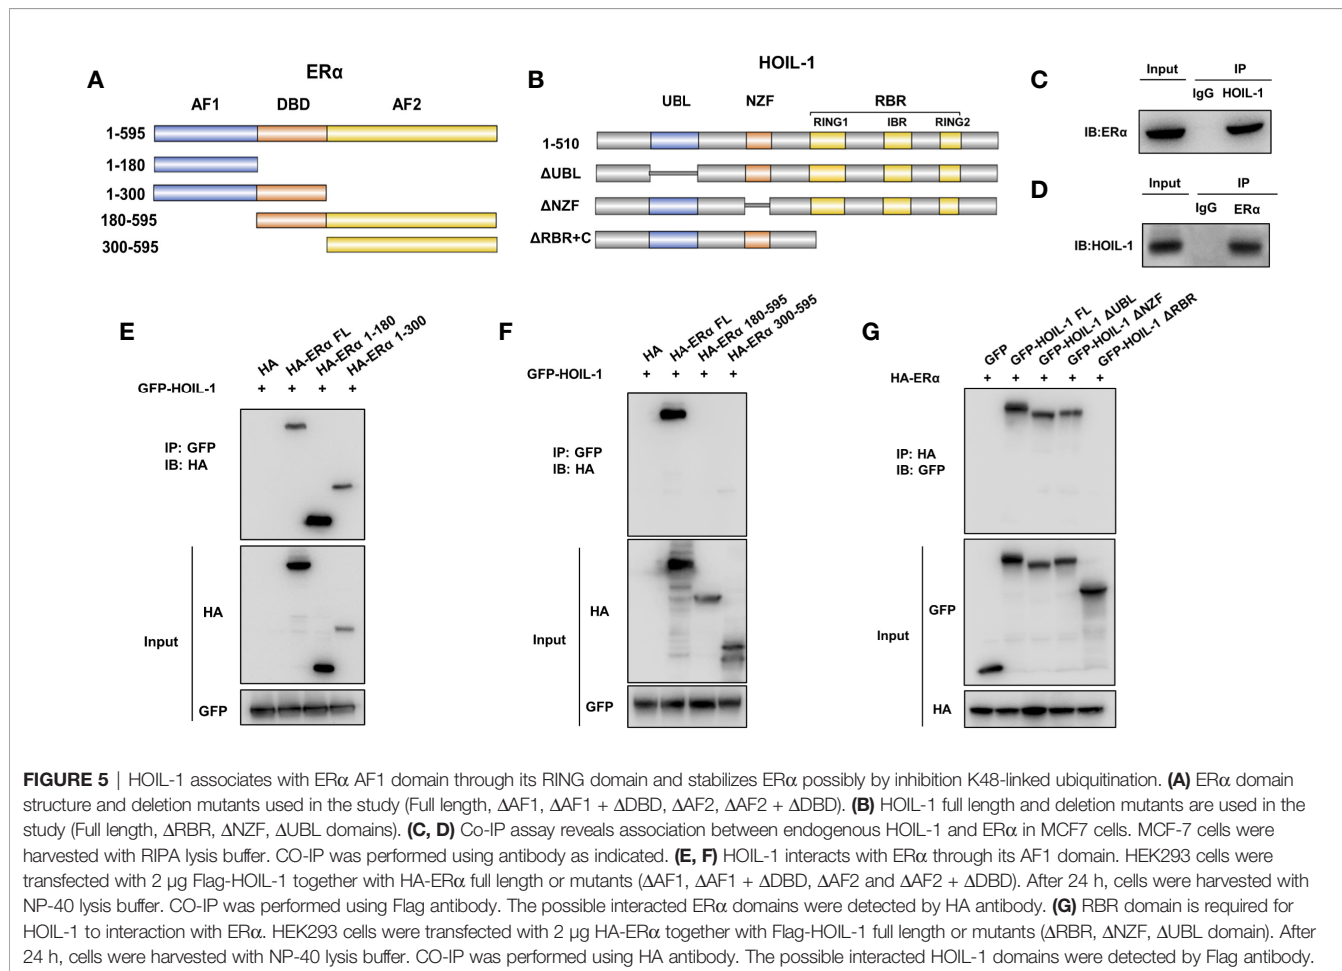 A
ERα
AF1 DBD AF2
1-595
1-180
1-300
180-595
300-595
B
HOIL-1
UBL NZF RBR
RING1 IBR RING2
1-510
ΔUBL
ΔNZF
ΔRBR+C
C
Input IP
IgG HOIL-1
IB:ERα
D
Input IP
IgG ERα
IB:HOIL-1
E
HA HA-ERα FL HA-ERα 1-180 HA-ERα 1-300
GFP-HOIL-1 + + + +
IP: GFP
IB: HA
HA
Input
GFP
F
HA HA-ERα FL HA-ERα 180-595 HA-ERα 300-595
GFP-HOIL-1 + + + +
IP: GFP
IB: HA
HA
Input
GFP
G
GFP GFP-HOIL-1 FL GFP-HOIL-1 ΔUBL GFP-HOIL-1 ΔNZF GFP-HOIL-1 ΔRBR
HA-ERα + + + + +
IP: HA
IB: GFP
GFP
Input
HA
FIGURE 5 | HOIL-1 associates with ERα AF1 domain through its RING domain and stabilizes ERα possibly by inhibition K48-linked ubiquitination. (A) ERα domain
structure and deletion mutants used in the study (Full length, ΔAF1, ΔAF1 + ΔDBD, ΔAF2, ΔAF2 + ΔDBD). (B) HOIL-1 full length and deletion mutants are used in the
study (Full length, ΔRBR, ΔNZF, ΔUBL domains). (C, D) Co-IP assay reveals association between endogenous HOIL-1 and ERα in MCF7 cells. MCF-7 cells were
harvested with RIPA lysis buffer. CO-IP was performed using antibody as indicated. (E, F) HOIL-1 interacts with ERα through its AF1 domain. HEK293 cells were
transfected with 2 µg Flag-HOIL-1 together with HA-ERα full length or mutants (ΔAF1, ΔAF1 + ΔDBD, ΔAF2 and ΔAF2 + ΔDBD). After 24 h, cells were harvested with
NP-40 lysis buffer. CO-IP was performed using Flag antibody. The possible interacted ERα domains were detected by HA antibody. (G) RBR domain is required for
HOIL-1 to interaction with ERα. HEK293 cells were transfected with 2 µg HA-ERα together with Flag-HOIL-1 full length or mutants (ΔRBR, ΔNZF, ΔUBL domain). After
24 h, cells were harvested with NP-40 lysis buffer. CO-IP was performed using HA antibody. The possible interacted HOIL-1 domains were detected by Flag antibody.